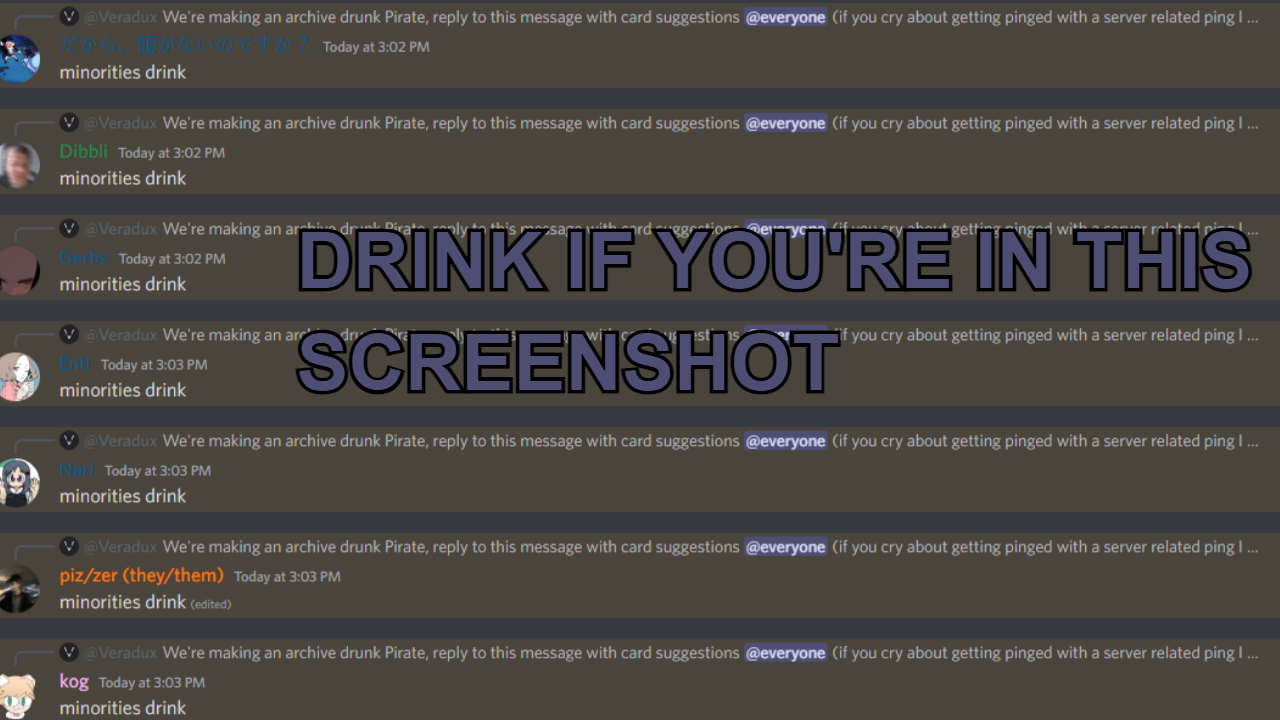 @Veradux We're making an archive drunk Pirate, reply to this message with card suggestions @everyone (if you cry about getting pinged with a server related ping I ...
だから、頭がないのですか？ Today at 3:02 PM
minorities drink
@Veradux We're making an archive drunk Pirate, reply to this message with card suggestions @everyone (if you cry about getting pinged with a server related ping I ...
Dibbli Today at 3:02 PM
minorities drink
@Veradux We're making an archive drunk Pirate, reply to this message with card suggestions @everyone (if you cry about getting pinged with a server related ping I ...
DRINK IF YOU'RE IN THIS
Gerbs Today at 3:02 PM
minorities drink
@Veradux We're making an archive drunk Pirate, reply to this message with card suggestions @everyone (if you cry about getting pinged with a server related ping I ...
SCREENSHOT
Enti Today at 3:03 PM
minorities drink
@Veradux We're making an archive drunk Pirate, reply to this message with card suggestions @everyone (if you cry about getting pinged with a server related ping I ...
Nari Today at 3:03 PM
minorities drink
@Veradux We're making an archive drunk Pirate, reply to this message with card suggestions @everyone (if you cry about getting pinged with a server related ping I ...
piz/zer (they/them) Today at 3:03 PM
minorities drink (edited)
@Veradux We're making an archive drunk Pirate, reply to this message with card suggestions @everyone (if you cry about getting pinged with a server related ping I ...
kog Today at 3:03 PM
minorities drink